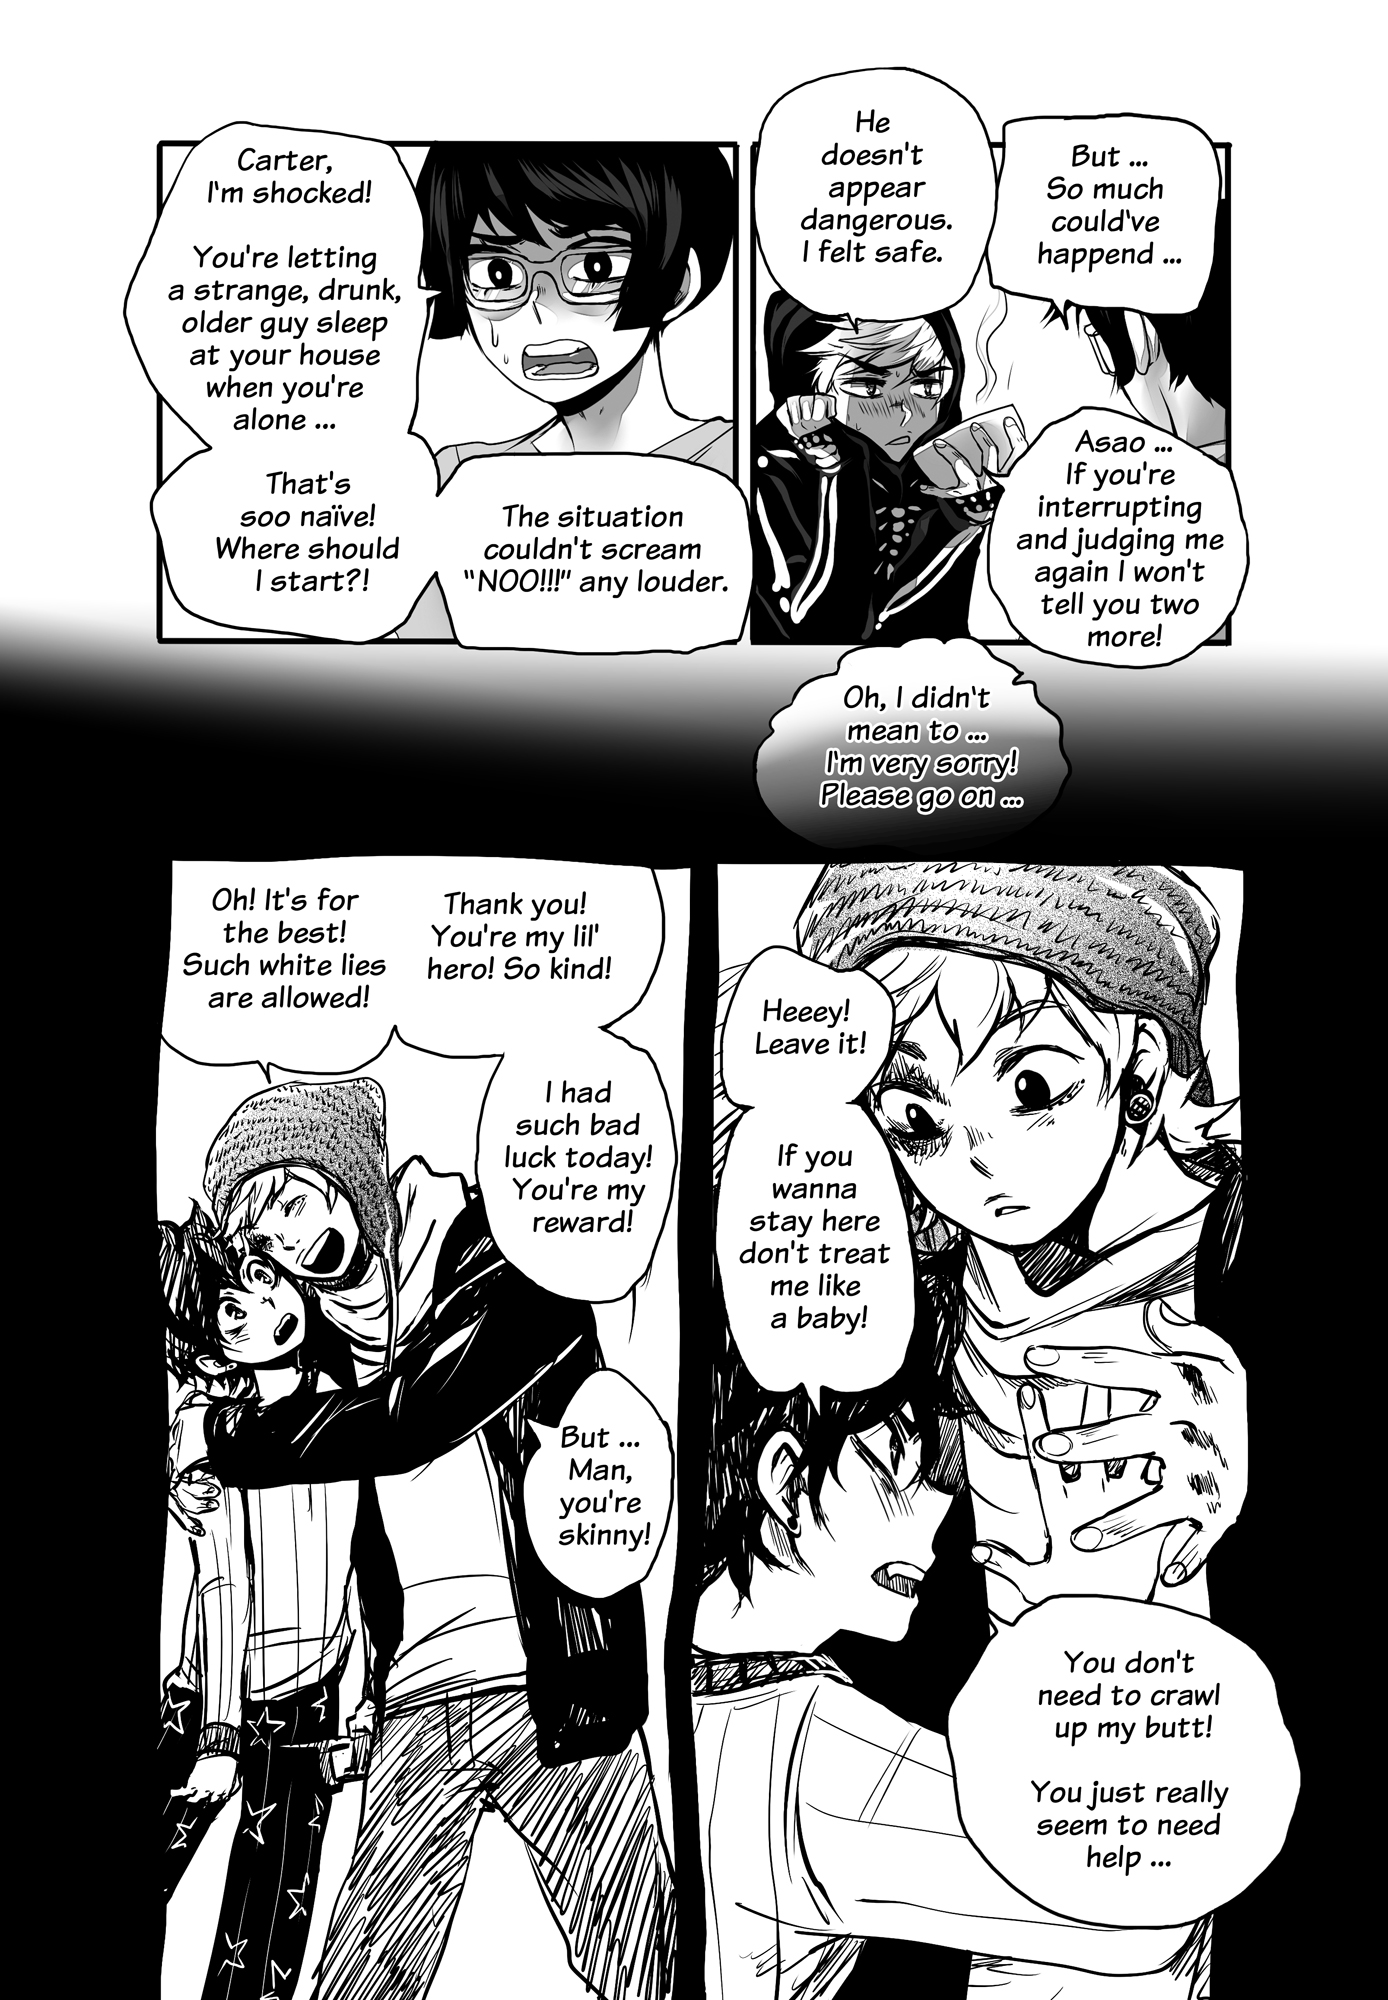 Carter,
I'm shocked!
You're letting
a strange, drunk,
older guy sleep
at your house
when you're
alone ...
That's
soo naïve!
Where should
I start?!
The situation
couldn't scream
“NOO!!!” any louder.
He
doesn't
appear
dangerous.
I felt safe.
But ...
So much
could've
happend ...
Asao ...
If you're
interrupting
and judging me
again I won't
tell you two
more!
Oh, I didn't
mean to ...
I'm very sorry!
Please go on ...
Oh! It's for
the best!
Such white lies
are allowed!
Thank you!
You're my lil'
hero! So kind!
I had
such bad
luck today!
You're my
reward!
But ...
Man,
you're
skinny!
Heeey!
Leave it!
If you
wanna
stay here
don't treat
me like
a baby!
You don't
need to crawl
up my butt!
You just really
seem to need
help ...